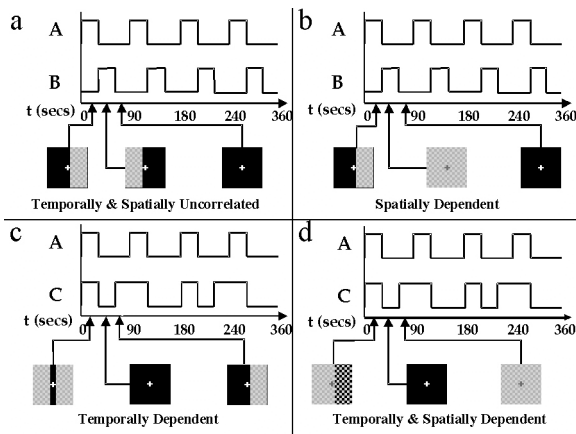 a
A
B
t (secs)
0 90 180 240 360
Temporally & Spatially Uncorrelated
b
A
B
t (secs)
0 90 180 240 360
Spatially Dependent
c
A
C
t (secs)
0 90 180 240 360
Temporally Dependent
d
A
C
t (secs)
0 90 180 240 360
Temporally & Spatially Dependent